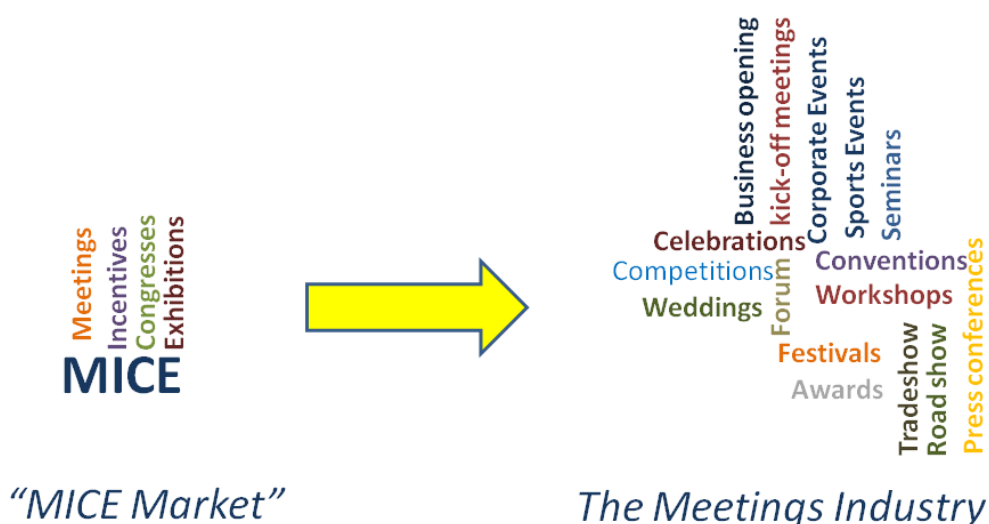 Meetings
Incentives
Congresses
Exhibitions
MICE
"MICE Market"
Business opening
kick-off meetings
Corporate Events
Sports Events
Seminars
Celebrations
Competitions
Weddings
Forum
Conventions
Workshops
Festivals
Awards
Tradeshow
Road show
Press conferences
The Meetings Industry